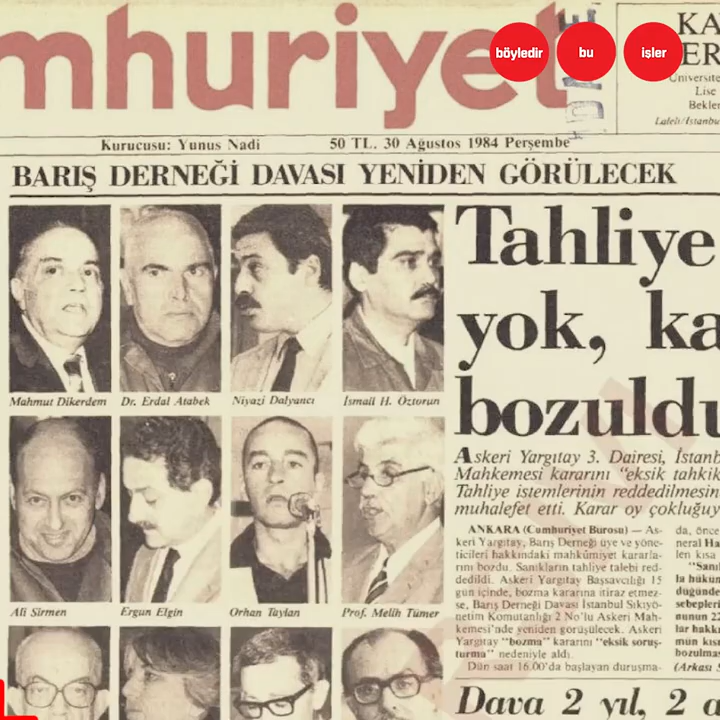 mhuriyet
böyledir bu işler
KA
ER
Üniversite
Lise
Bekle
Laleli/İstanbu
Kurucusu: Yunus Nadi
50 TL. 30 Ağustos 1984 Perşembe
BARIŞ DERNEĞİ DAVASI YENİDEN GÖRÜLECEK
Mahmut Dikerdem
Dr. Erdal Atabek
Niyazi Dalyancı
İsmail H. Öztorun
Ali Sirmen
Ergun Elgin
Orhan Taylan
Prof. Melih Tümer
Tahliye
yok, ka
bozuldu
Askeri Yargıtay 3. Dairesi, İstanb
Mahkemesi kararını “eksik tahkik
Tahliye istemlerinin reddedilmesin
muhalefet etti. Karar oy çokluğuy
ANKARA (Cumhuriyet Bürosu) — As-
keri Yargıtay, Barış Derneği üye ve yöne-
ticileri hakkındaki mahkûmiyet kararla-
rını bozdu. Sanıkların tahliye talebi red-
dedildi. Askeri Yargıtay Başsavcılığı 15
gün içinde, bozma kararına itiraz etmez-
se, Barış Derneği Davası İstanbul Sıkıyö-
netim Komutanlığı 2 No'lu Askeri Mah-
kemesi'nde yeniden görüşülecek. Askeri
Yargıtay “bozma” kararını “eksik soruş-
turma” nedeniyle aldı.
Dün saat 16.00'da başlayan duruşma-
da, önce
neral Ha
len kısa
“Sanı
la hüküm
düğünde
sebepleri
nunun 22
lar hakk
mün kısı
bozulmas
(Arkası S
Dava 2 yıl, 2 a